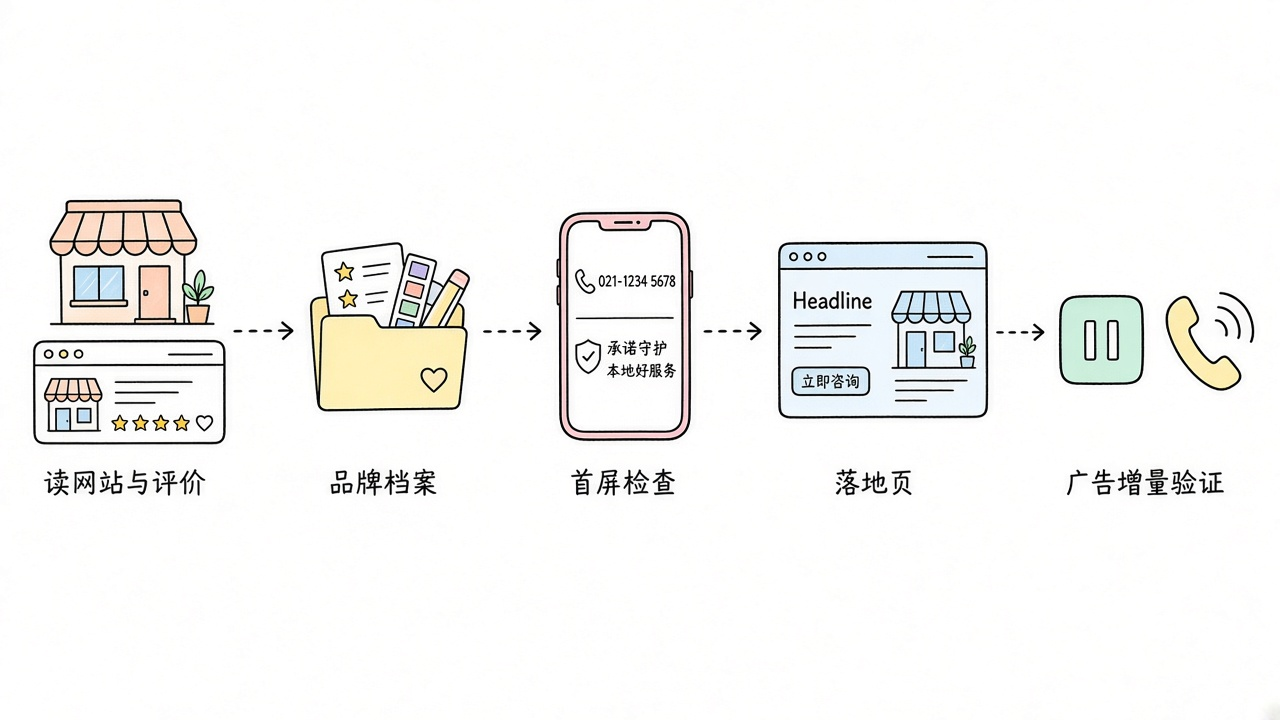 021-1234 5678
承诺守护
本地好服务
Headline
立即咨询
读网站与评价
品牌档案
首屏检查
落地页
广告增量验证